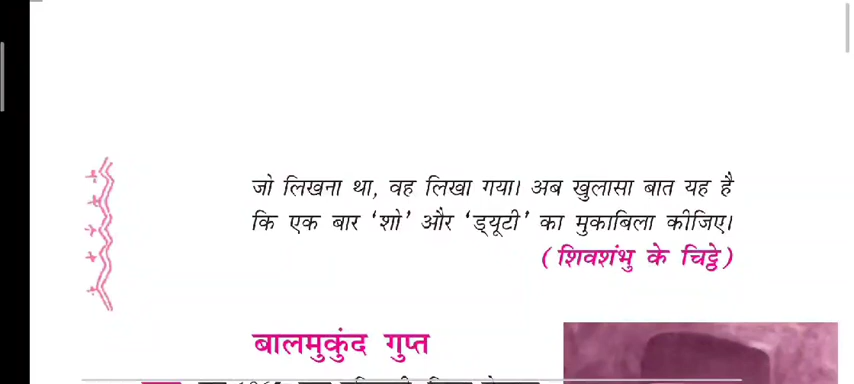 जो लिखना था, वह लिखा गया। अब खुलासा बात यह है
कि एक बार ‘शो’ और ‘ड्यूटी’ का मुकाबिला कीजिए।
(शिवशंभु के चिट्ठे)
बालमुकुंद गुप्त